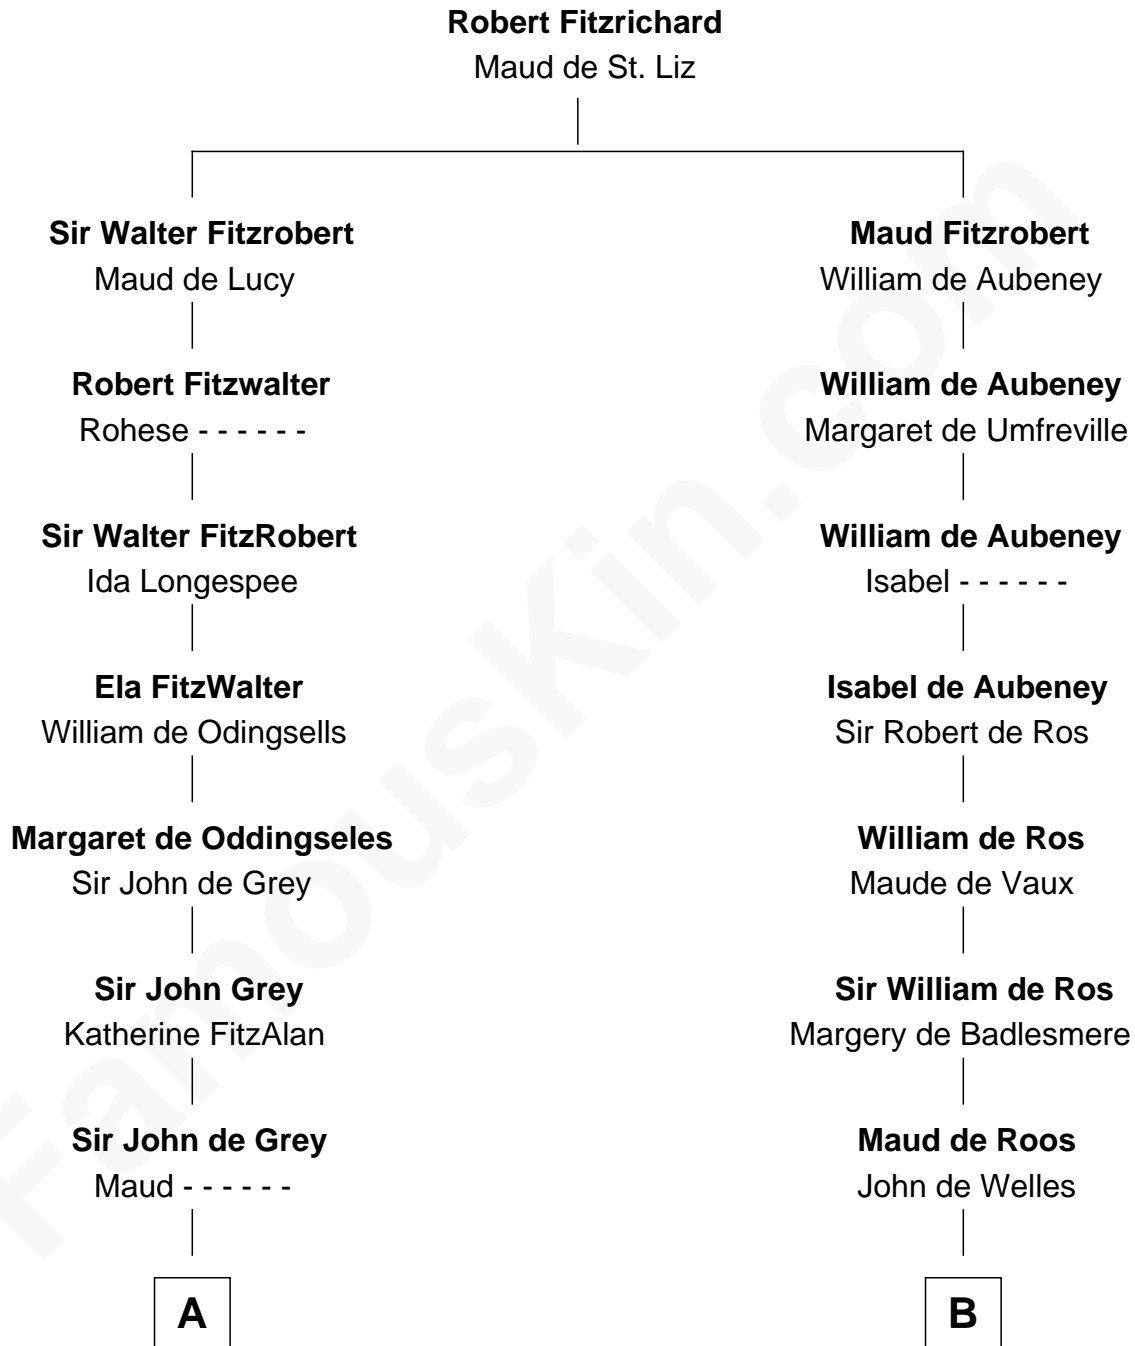 Robert Fitzrichard
Maud de St. Liz
Sir Walter Fitzrobert
Maud de Lucy
Maud Fitzrobert
William de Aubeney
Robert Fitzwalter
Rohese - - - - - -
William de Aubeney
Margaret de Umfreville
Sir Walter FitzRobert
Ida Longespee
William de Aubeney
Isabel - - - - - -
Ela FitzWalter
William de Odingsells
Isabel de Aubeney
Sir Robert de Ros
Margaret de Oddingseles
Sir John de Grey
William de Ros
Maude de Vaux
Sir John Grey
Katherine FitzAlan
Sir William de Ros
Margery de Badlesmere
Sir John de Grey
Maud - - - - - -
Maud de Roos
John de Welles
A
B
FamousKin.com